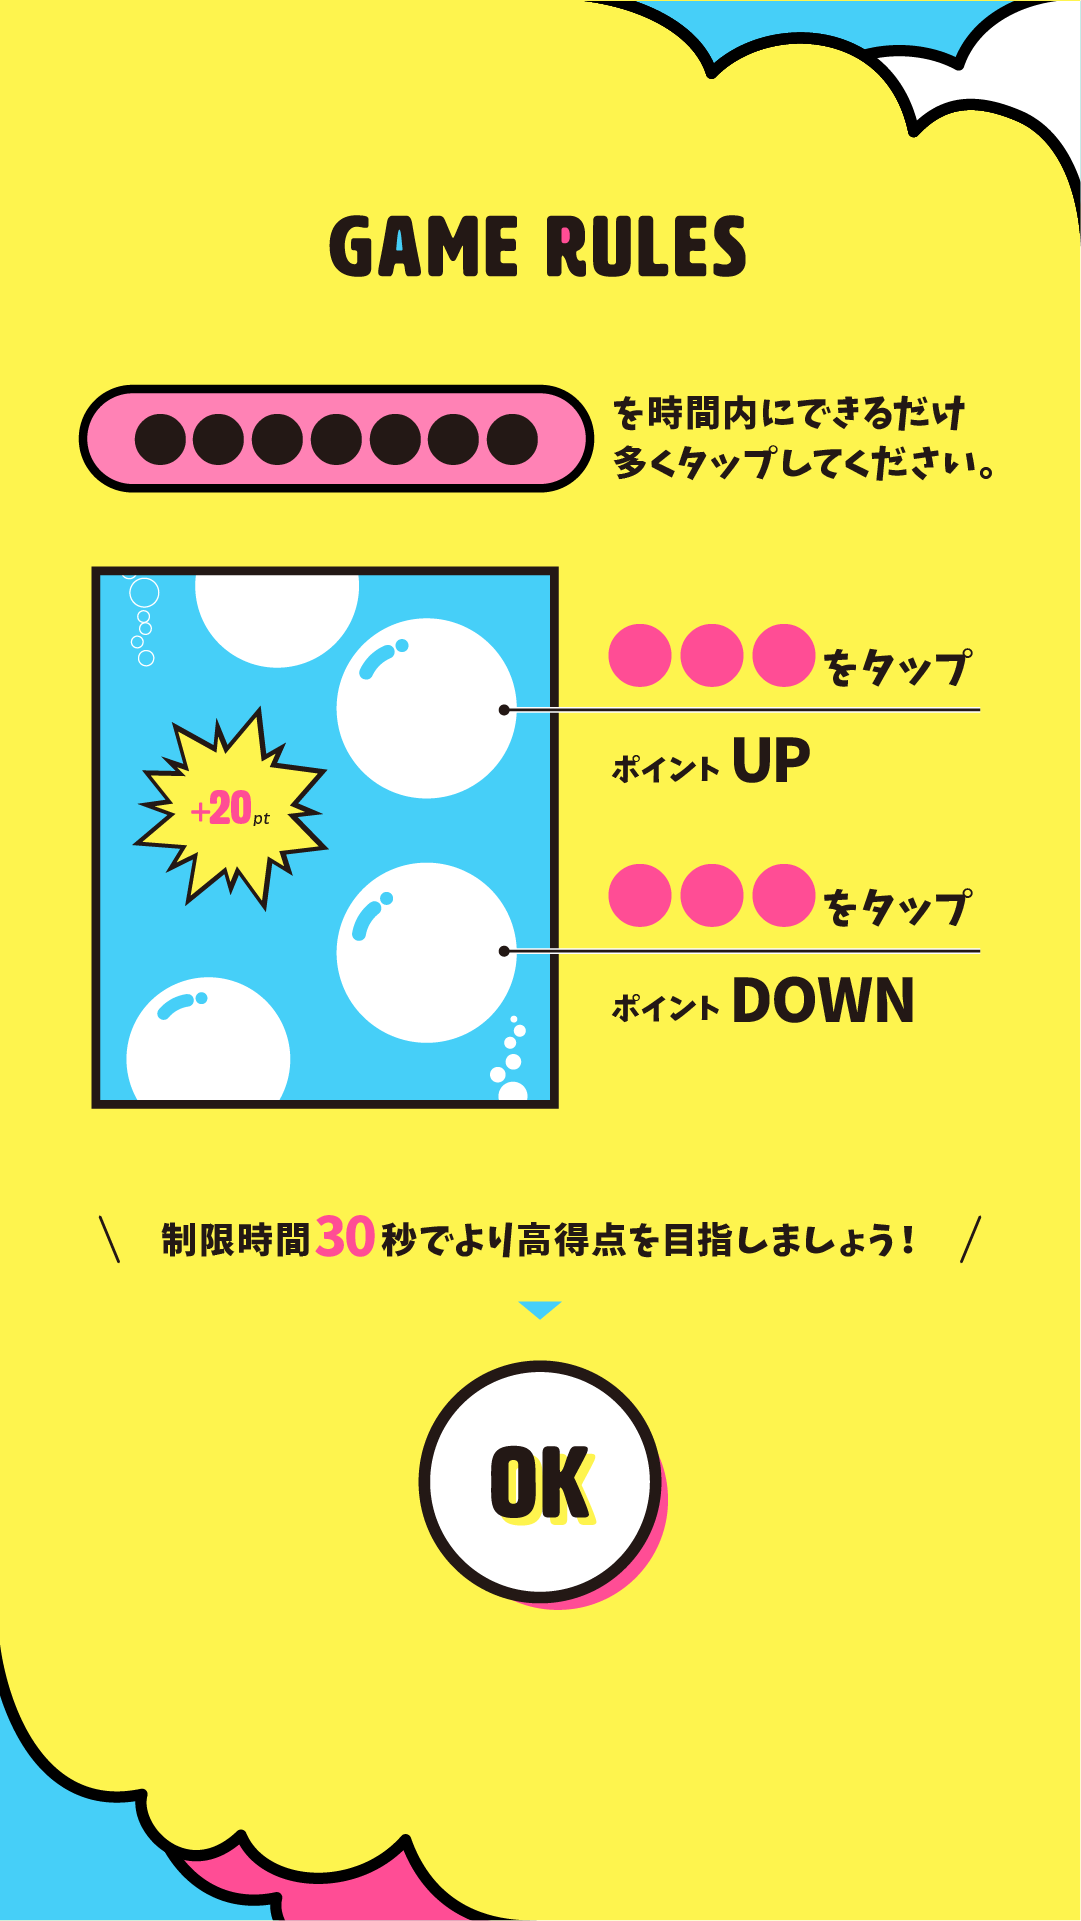 GAME RULES
●●●●●●●を時間内にできるだけ
多くタップしてください。
●●●をタップ
ポイント UP
+20pt
●●●をタップ
ポイント DOWN
制限時間30秒でより高得点を目指しましょう!
OK